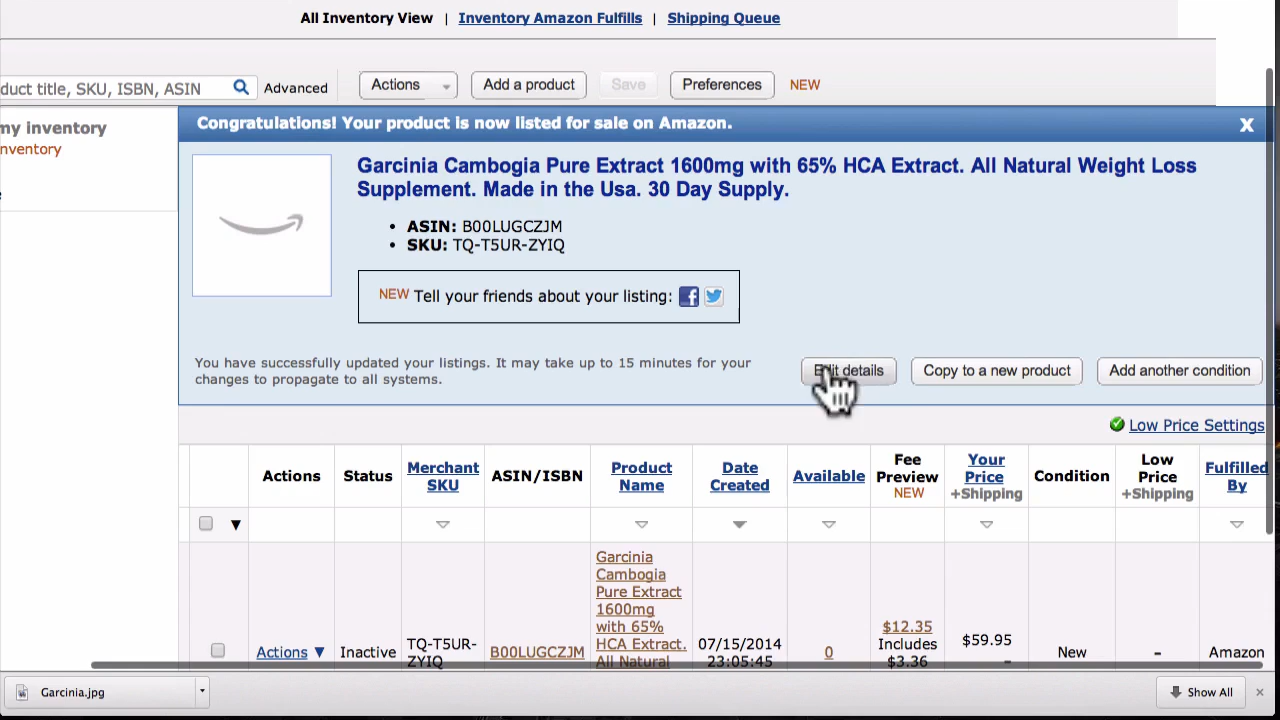 All Inventory View | Inventory Amazon Fulfills | Shipping Queue
duct title, SKU, ISBN, ASIN Advanced Actions Add a product Save Preferences NEW
my inventory
nventory
Congratulations! Your product is now listed for sale on Amazon. X
Garcinia Cambogia Pure Extract 1600mg with 65% HCA Extract. All Natural Weight Loss
Supplement. Made in the Usa. 30 Day Supply.
• ASIN: B00LUGCZJM
• SKU: TQ-T5UR-ZYIQ
NEW Tell your friends about your listing:
You have successfully updated your listings. It may take up to 15 minutes for your
changes to propagate to all systems.
Edit details Copy to a new product Add another condition
Low Price Settings
Actions Status Merchant SKU ASIN/ISBN Product Name Date Created Available Fee Preview NEW Your Price +Shipping Condition Low Price +Shipping Fulfilled By
Garcinia
Cambogia
Pure Extract
1600mg
with 65%
HCA Extract.
All Natural
Actions Inactive TQ-T5UR-ZYIQ B00LUGCZJM 07/15/2014 23:05:45 0 $12.35 Includes $3.36 $59.95 – New – Amazon
Garcinia.jpg Show All ×